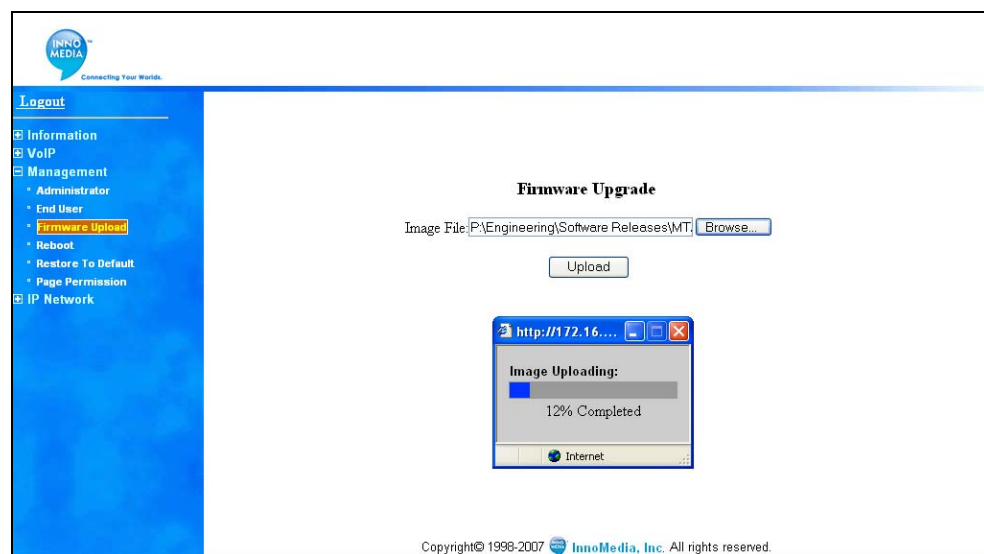 INNO
MEDIA
™
Connecting Your Worlds.
Logout
Information
VoIP
Management
Administrator
End User
Firmware Upload
Reboot
Restore To Default
Page Permission
IP Network
Firmware Upgrade
Image File: P:\Engineering\Software Releases\MT. Browse...
Upload
http://172.16....
Image Uploading:
12% Completed
Internet
Copyright© 1998-2007 InnoMedia, Inc. All rights reserved.